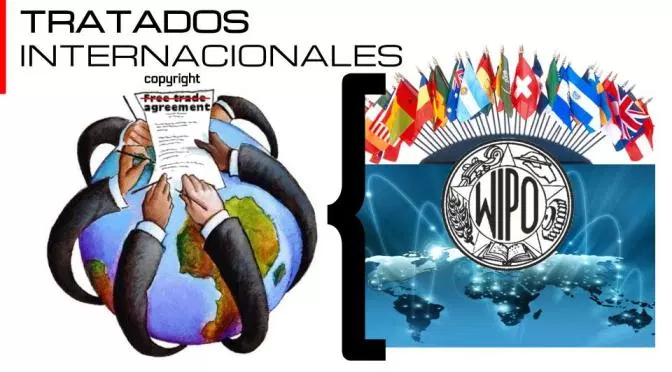 TRATADOS
INTERNACIONALES
copyright
Free trade
agreement
WIPO